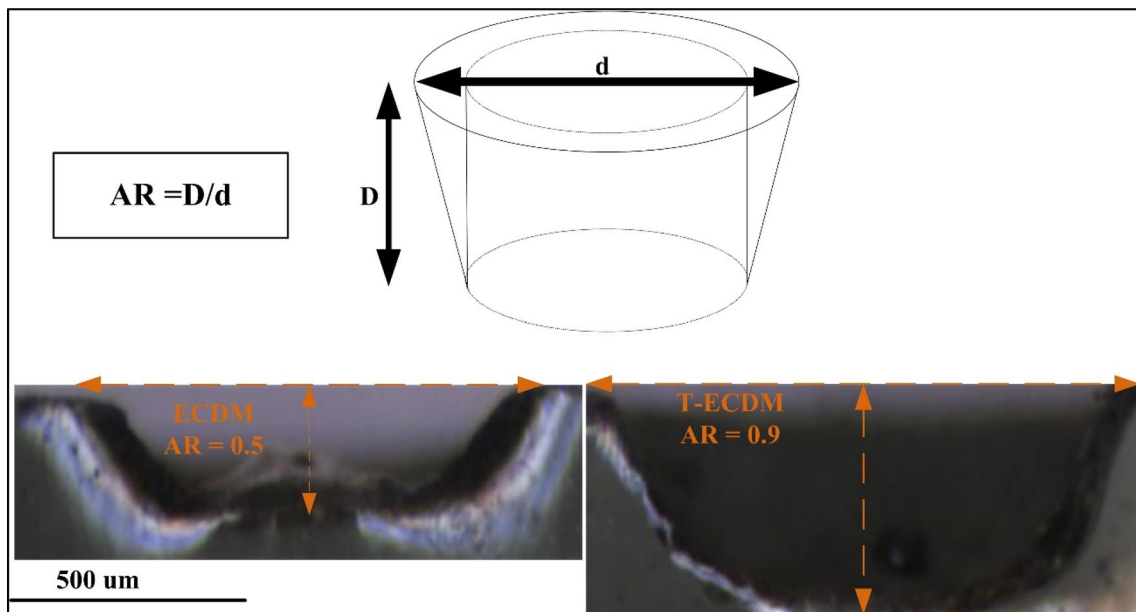 d
D
AR =D/d
ECDM
AR = 0.5
T-ECDM
AR = 0.9
500 um